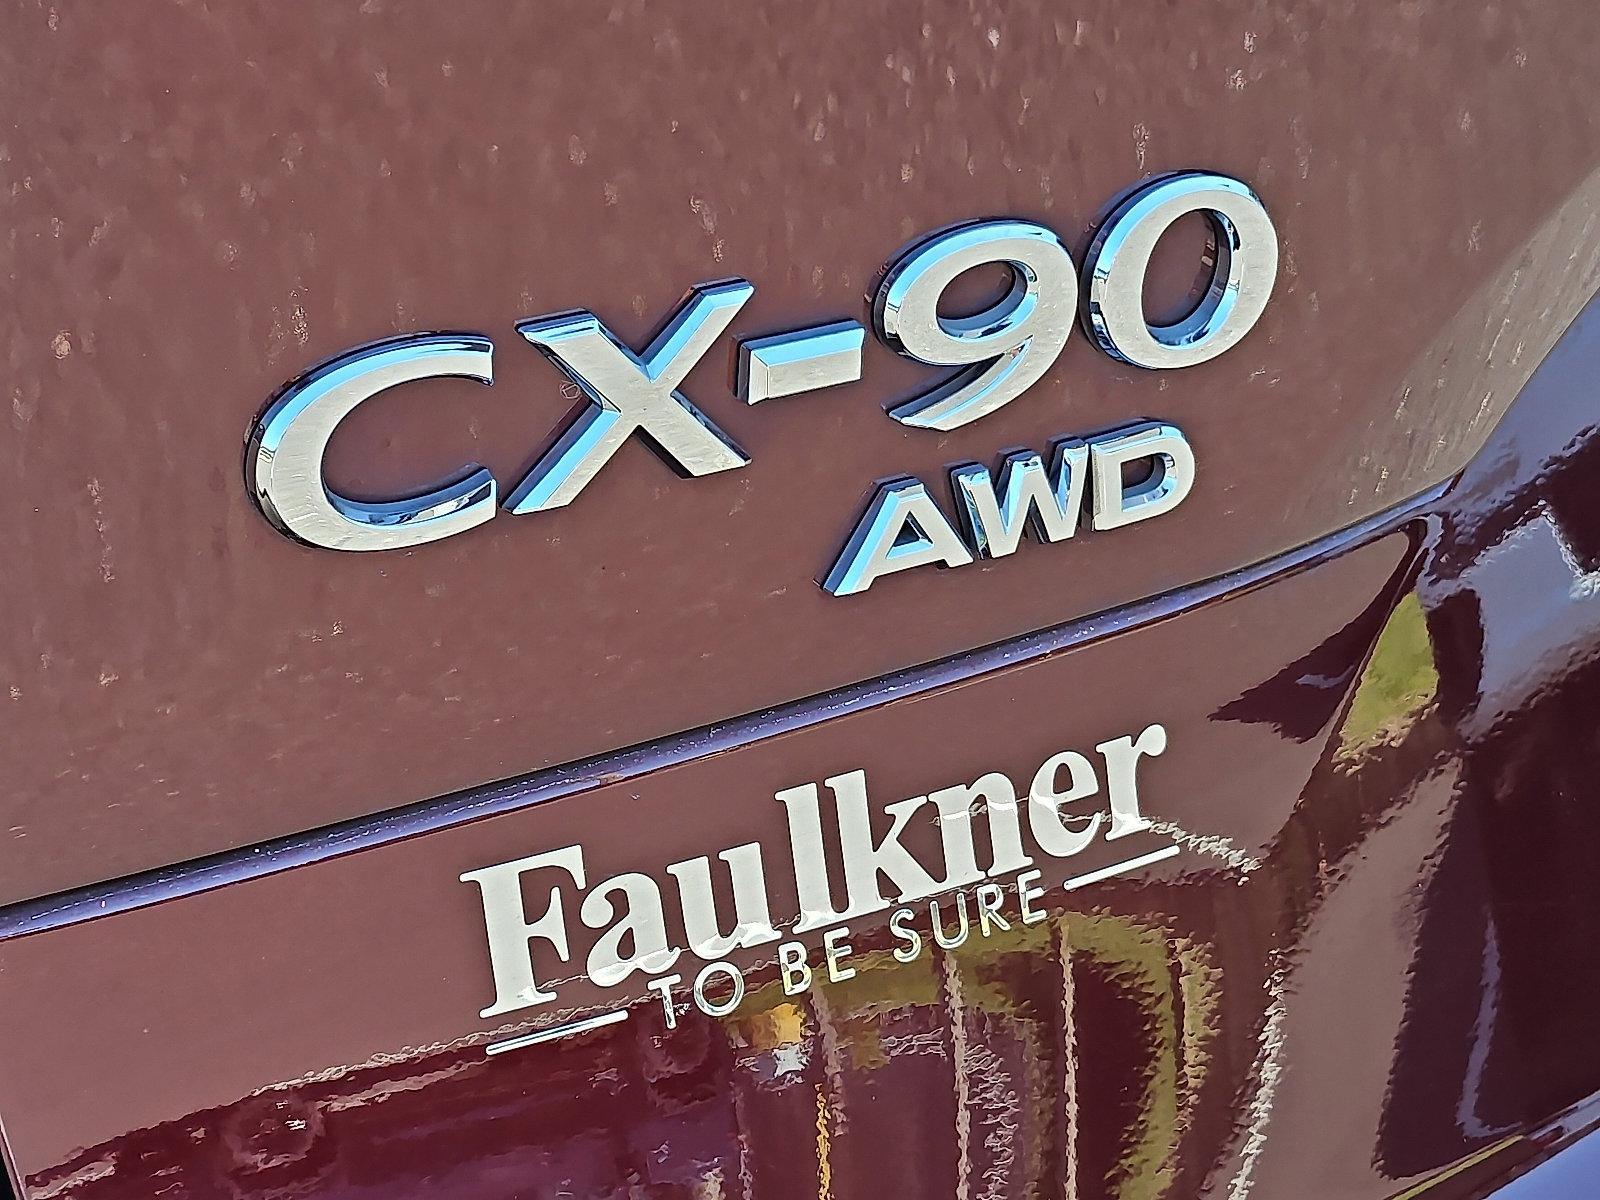 CX-90
AWD
Faulkner
TO BE SURE